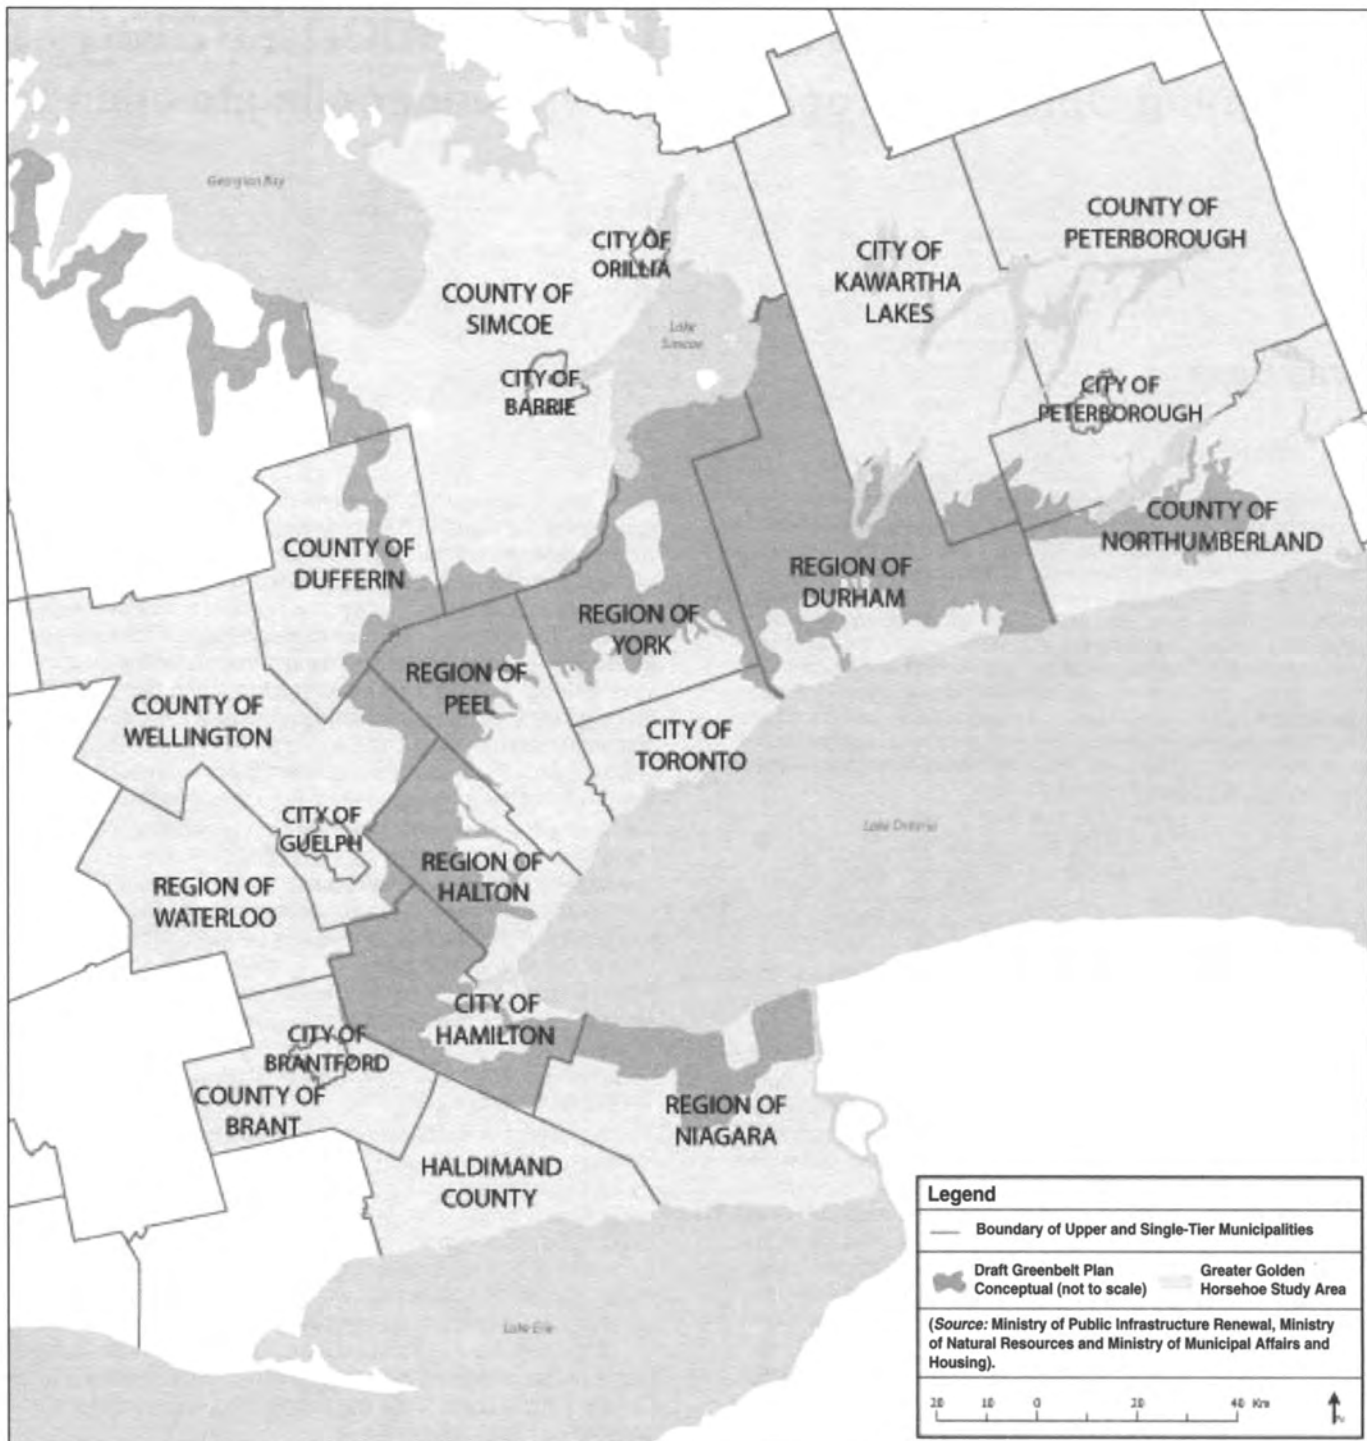 Georgian Bay
COUNTY OF
PETERBOROUGH
CITY OF
ORILLIA
CITY OF
KAWARTHA
LAKES
COUNTY OF
SIMCOE
Lake
Simcoe
CITY OF
BARRIE
CITY OF
PETERBOROUGH
COUNTY OF
NORTHUMBERLAND
COUNTY OF
DUFFERIN
REGION OF
DURHAM
REGION OF
YORK
REGION OF
PEEL
COUNTY OF
WELLINGTON
CITY OF
TORONTO
CITY OF
GUELPH
Lake Ontario
REGION OF
HALTON
REGION OF
WATERLOO
CITY OF
HAMILTON
CITY OF
BRANTFORD
COUNTY OF
BRANT
REGION OF
NIAGARA
HALDIMAND
COUNTY
Lake Erie
Legend
Boundary of Upper and Single-Tier Municipalities
Draft Greenbelt Plan
Conceptual (not to scale)
Greater Golden
Horsehoe Study Area
(Source: Ministry of Public Infrastructure Renewal, Ministry
of Natural Resources and Ministry of Municipal Affairs and
Housing).
20 10 0 20 40 Km
N